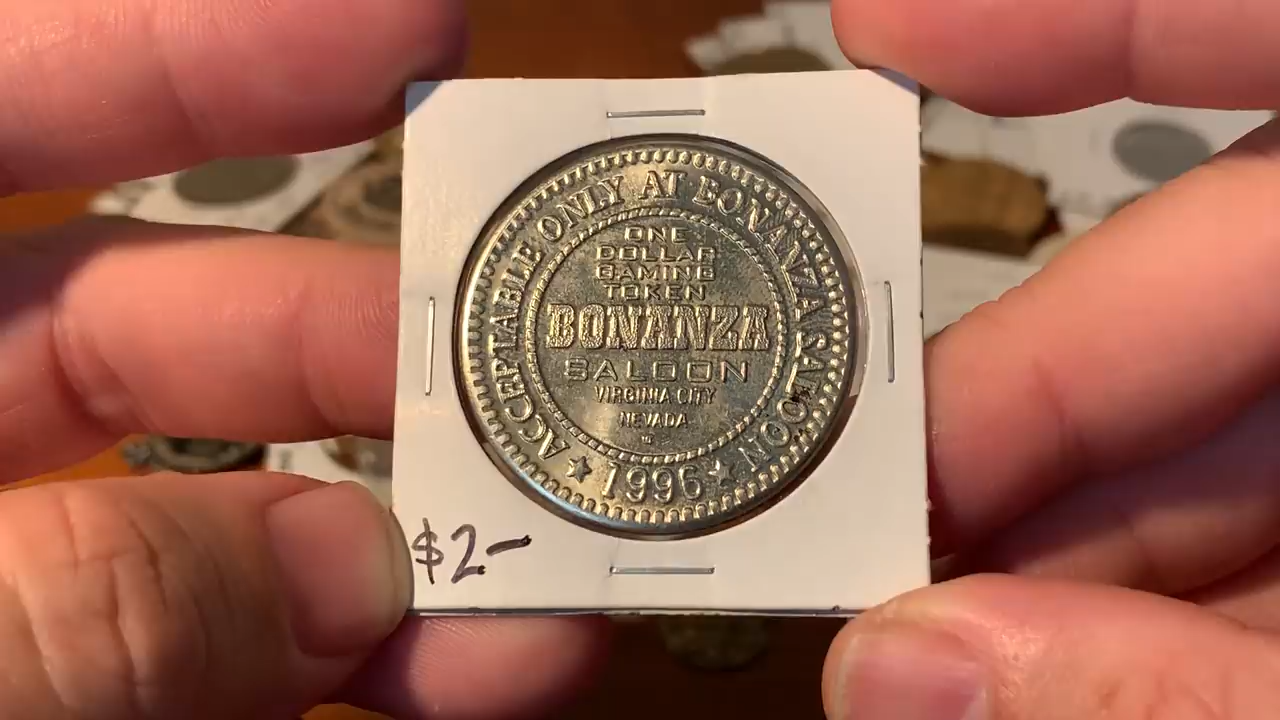 ACCEPTABLE ONLY AT BONANZA SALOON
ONE
DOLLAR
GAMING
TOKEN
BONANZA
SALOON
VIRGINIA CITY
NEVADA
★ 1996 ★
$2-